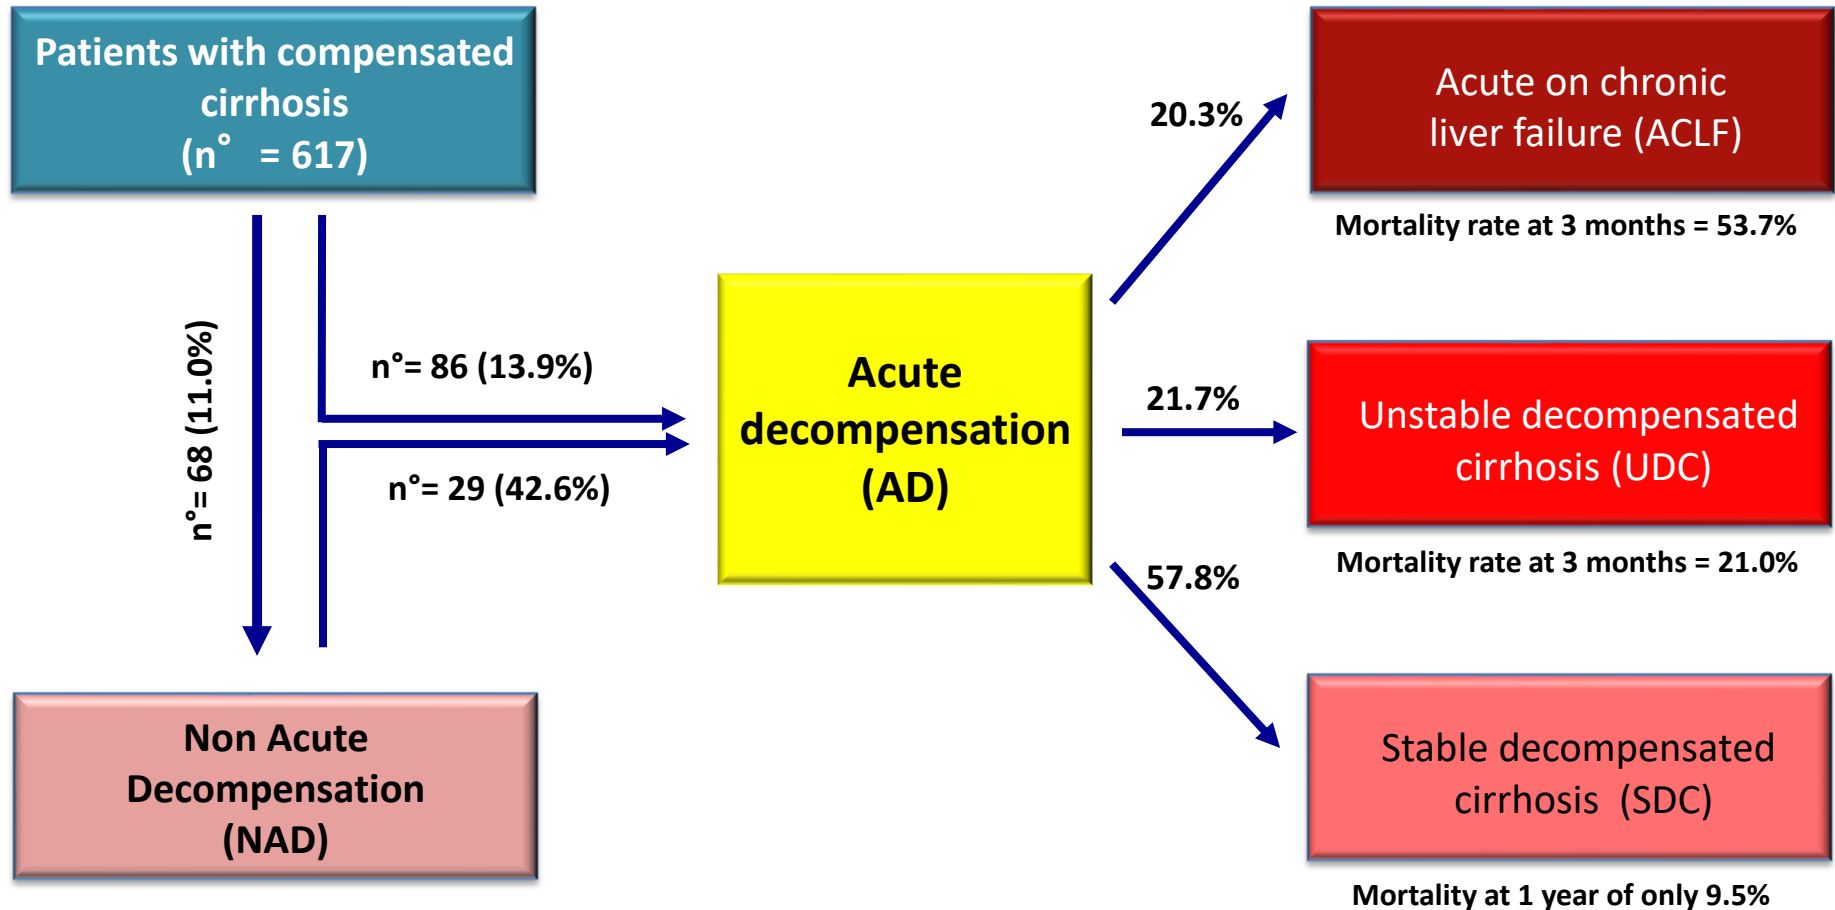 Patients with compensated
cirrhosis
(n° = 617)
n°= 68 (11.0%)
n°= 86 (13.9%)
n°= 29 (42.6%)
Non Acute
Decompensation
(NAD)
Acute
decompensation
(AD)
20.3%
21.7%
57.8%
Acute on chronic
liver failure (ACLF)
Mortality rate at 3 months = 53.7%
Unstable decompensated
cirrhosis (UDC)
Mortality rate at 3 months = 21.0%
Stable decompensated
cirrhosis (SDC)
Mortality at 1 year of only 9.5%